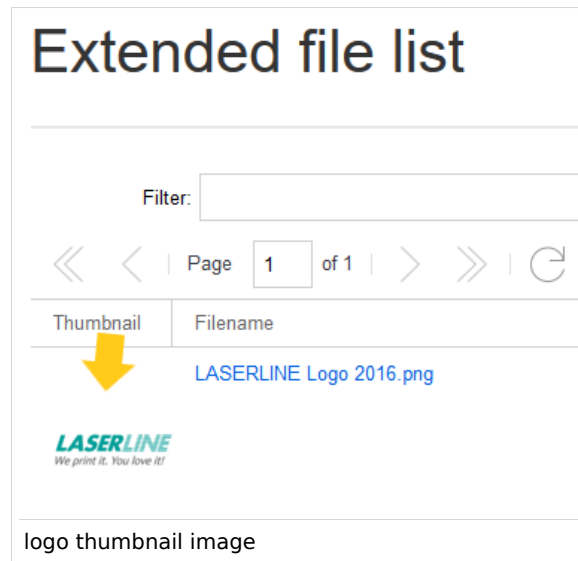 Extended file list
Filter:
Page 1 of 1
Thumbnail Filename
LASERLINE Logo 2016.png
LASERLINE
We print it. You love it!
logo thumbnail image